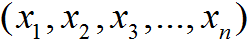 (x₁, x₂, x₃,..., xₙ)